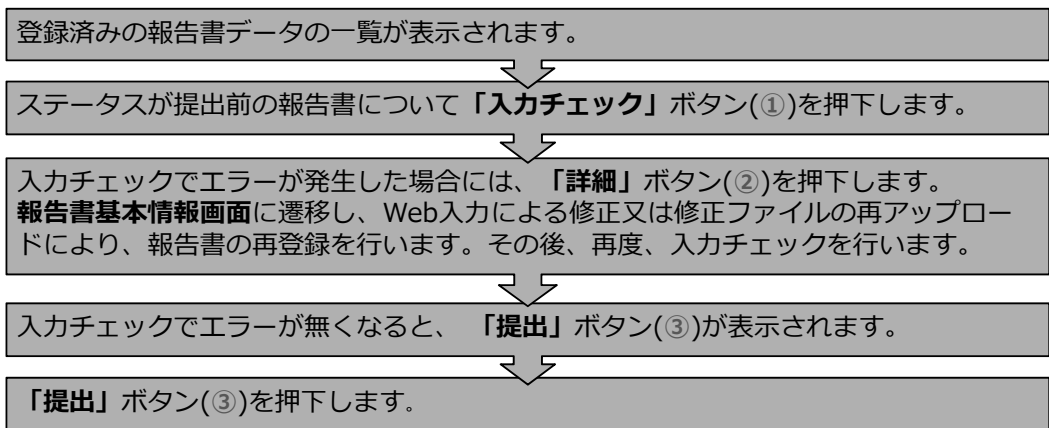 登録済みの報告書データの一覧が表示されます。
ステータスが提出前の報告書について「入力チェック」ボタン(①)を押下します。
入力チェックでエラーが発生した場合には、「詳細」ボタン(②)を押下します。
報告書基本情報画面に遷移し、Web入力による修正又は修正ファイルの再アップロー
ドにより、報告書の再登録を行います。その後、再度、入力チェックを行います。
入力チェックでエラーが無くなると、 「提出」ボタン(③)が表示されます。
「提出」ボタン(③)を押下します。